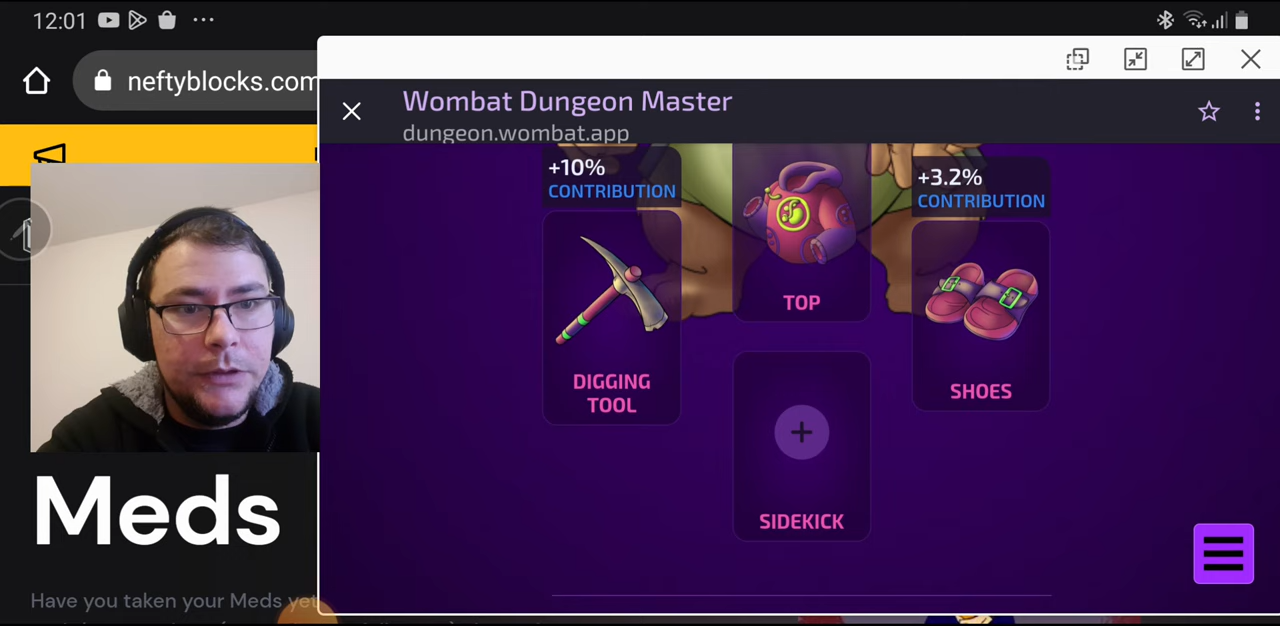 12:01
neftyblocks.com
Wombat Dungeon Master
dungeon.wombat.app
+10%
CONTRIBUTION
+3.2%
CONTRIBUTION
TOP
DIGGING
TOOL
SHOES
SIDEKICK
Meds
Have you taken your Meds yet